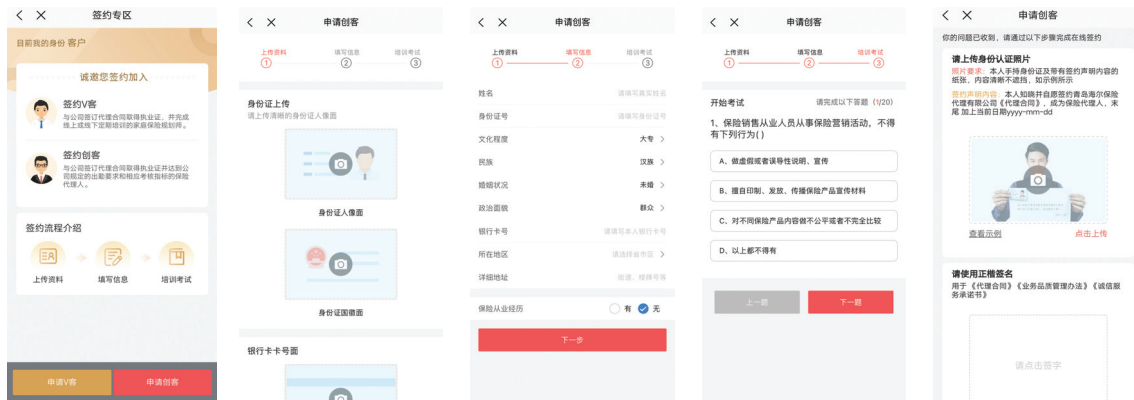 签约专区
目前我的身份 客户
诚邀您签约加入
签约V客
与公司签订代理合同取得执业证，并完成
线上或线下定期培训的家庭保险规划师。
签约创客
与公司签订代理合同取得执业证并达到公
司规定的出勤要求和相应考核指标的保险
代理人。
签约流程介绍
上传资料
填写信息
培训考试
申请V客
申请创客
申请创客
上传资料
填写信息
培训考试
1
2
3
身份证上传
请上传清晰的身份证人像面
身份证人像面
身份证国徽面
银行卡卡号面
申请创客
上传资料
填写信息
培训考试
1
2
3
姓名 请填写真实姓名
身份证号 请填写身份证号
文化程度 大专
民族 汉族
婚姻状况 未婚
政治面貌 群众
银行卡号 请填写本人银行卡号
所在地区 请选择省市区
详细地址 街道、楼牌号等
保险从业经历 有 无
下一步
申请创客
上传资料
填写信息
培训考试
1
2
3
开始考试 请完成以下答题（1/20）
1、保险销售从业人员从事保险营销活动，不得
有下列行为( )
A、做虚假或者误导性说明、宣传
B、擅自印制、发放、传播保险产品宣传材料
C、对不同保险产品内容做不公平或者不完全比较
D、以上都不得有
上一题
下一题
申请创客
你的问题已收到，请通过以下步骤完成在线签约
请上传身份认证照片
照片要求：本人手持身份证及带有签约声明内容的
纸张，内容清晰不遮挡，如示例所示
签约声明内容：本人知晓并自愿签约青岛海尔保险
代理有限公司《代理合同》，成为保险代理人，末
尾 加上当前日期yyyy-mm-dd
查看示例
点击上传
请使用正楷签名
用于《代理合同》《业务品质管理办法》《诚信服
务承诺书》
请点击签字